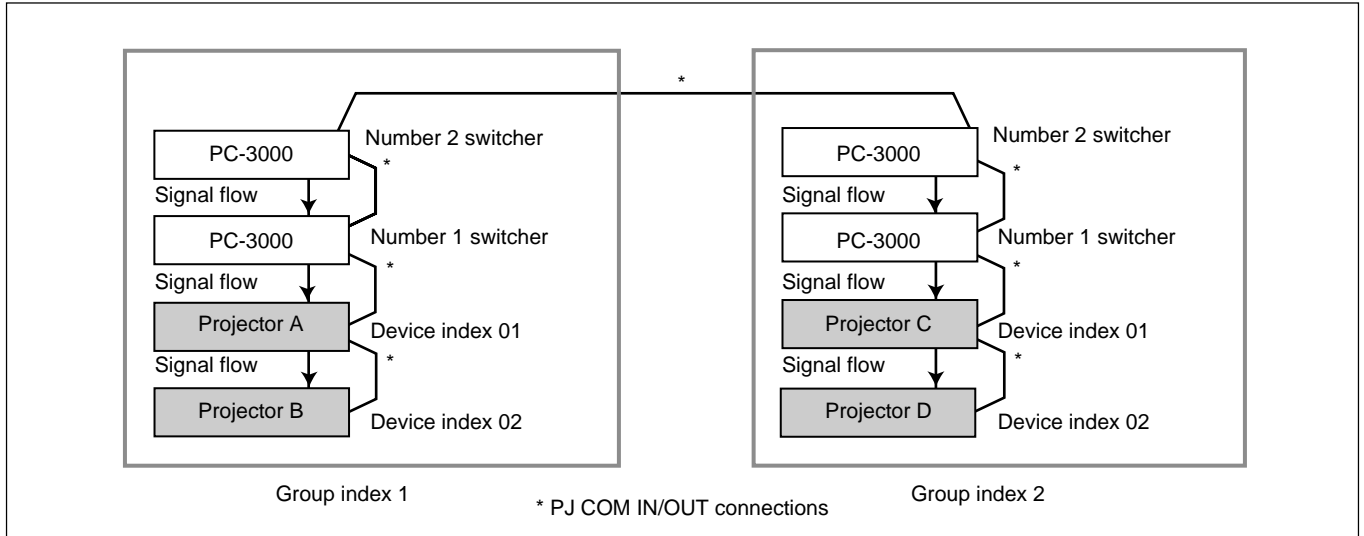 *
PC-3000
Number 2 switcher
*
Signal flow
PC-3000
Number 1 switcher
*
Signal flow
Projector A
Device index 01
*
Signal flow
Projector B
Device index 02
Group index 1
PC-3000
Number 2 switcher
*
Signal flow
PC-3000
Number 1 switcher
*
Signal flow
Projector C
Device index 01
*
Signal flow
Projector D
Device index 02
Group index 2
* PJ COM IN/OUT connections